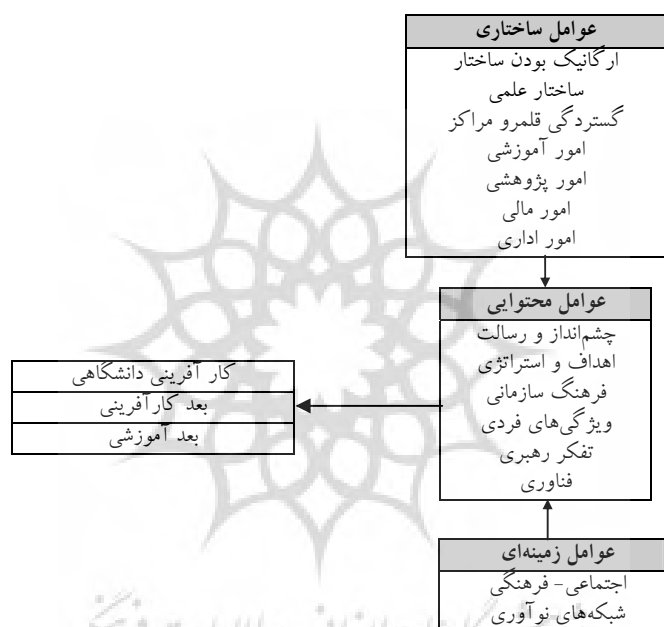 عوامل ساختاری
ارگانیک بودن ساختار
ساختار علمی
گستردگی قلمرو مراکز
امور آموزشی
امور پژوهشی
امور مالی
امور اداری
عوامل محتوایی
چشم‌انداز و رسالت
اهداف و استراتژی
فرهنگ سازمانی
ویژگی‌های فردی
تفکر رهبری
فناوری
کار آفرینی دانشگاهی
بعد کارآفرینی
بعد آموزشی
عوامل زمینه‌ای
اجتماعی- فرهنگی
شبکه‌های نوآوری